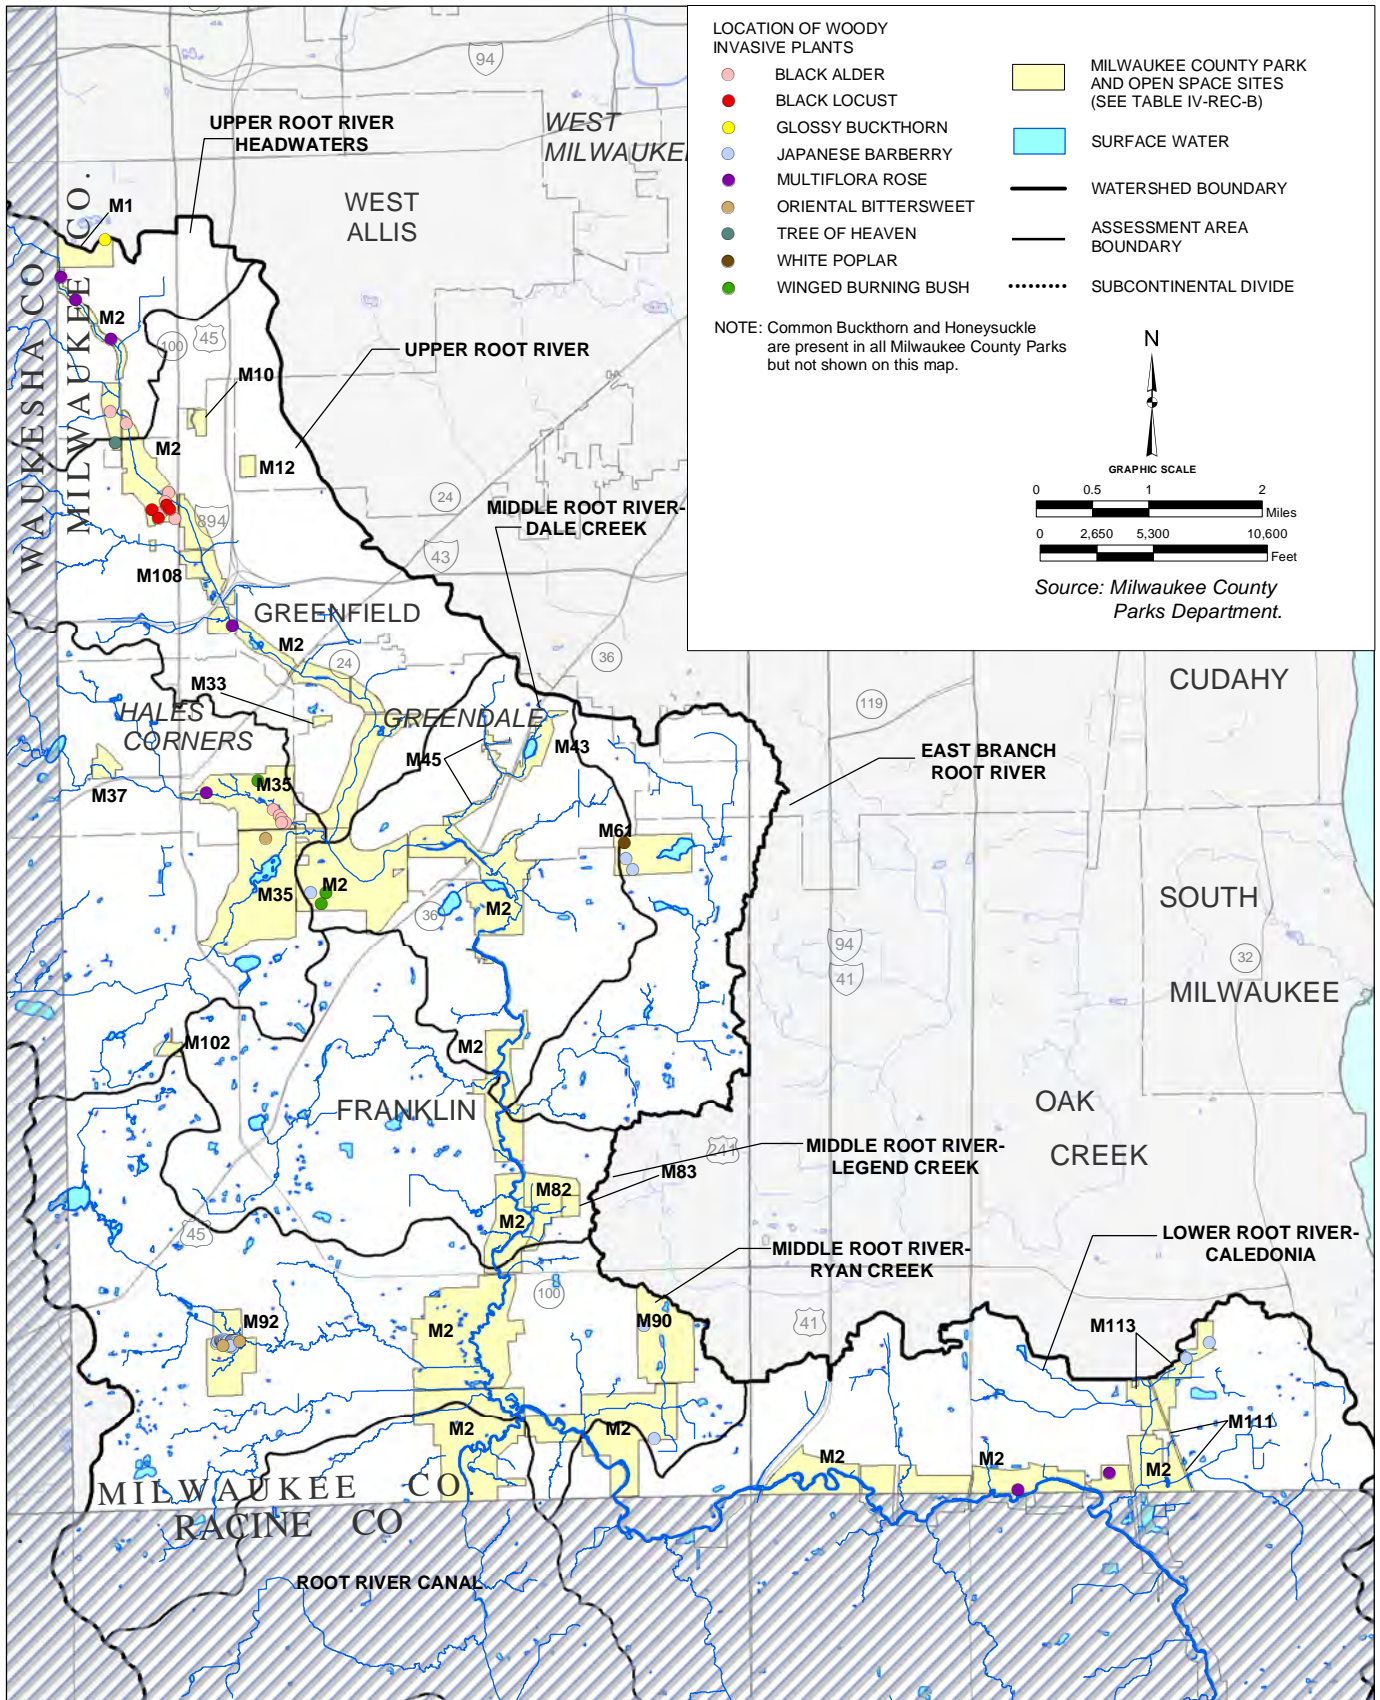 LOCATION OF WOODY
INVASIVE PLANTS
BLACK ALDER
BLACK LOCUST
GLOSSY BUCKTHORN
JAPANESE BARBERRY
MULTIFLORA ROSE
ORIENTAL BITTERSWEET
TREE OF HEAVEN
WHITE POPLAR
WINGED BURNING BUSH
MILWAUKEE COUNTY PARK
AND OPEN SPACE SITES
(SEE TABLE IV-REC-B)
SURFACE WATER
WATERSHED BOUNDARY
ASSESSMENT AREA
BOUNDARY
SUBCONTINENTAL DIVIDE
NOTE: Common Buckthorn and Honeysuckle
are present in all Milwaukee County Parks
but not shown on this map.
N
GRAPHIC SCALE
0 0.5 1 2
Miles
0 2,650 5,300 10,600
Feet
Source: Milwaukee County
Parks Department.
94
UPPER ROOT RIVER
HEADWATERS
WEST
MILWAUKE
WEST
ALLIS
M1
WAUKESHA CO
MILWAUKEE CO.
M2
100
45
UPPER ROOT RIVER
M10
M2
M12
24
894
MIDDLE ROOT RIVER-
DALE CREEK
43
M108
GREENFIELD
M2
24
36
M33
HALES
CORNERS
GREENDALE
CUDAHY
119
M45
M43
EAST BRANCH
ROOT RIVER
M37
M35
M61
M35
M2
36
M2
SOUTH
MILWAUKEE
94
41
32
M102
M2
FRANKLIN
OAK
CREEK
241
MIDDLE ROOT RIVER-
LEGEND CREEK
M83
M82
M2
45
LOWER ROOT RIVER-
CALEDONIA
MIDDLE ROOT RIVER-
RYAN CREEK
100
M92
M2
M90
41
M113
M2
M2
M111
M2
M2
M2
MILWAUKEE CO.
RACINE CO
ROOT RIVER CANAL